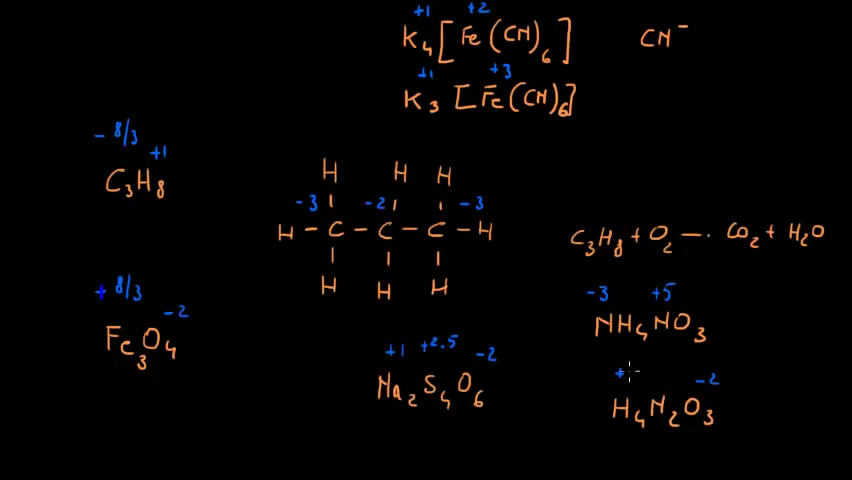 +1 +2
K4[Fe(CN)6] CN⁻
+1 +3
K3[Fe(CN)6]
- 8/3 +1
C3H8
H H H
-3 -2 -3
H - C - C - C - H
H H H
C3H8 + O2 — CO2 + H2O
+ 8/3 -2
Fe3O4
-3 +5
NH4NO3
+1 +2.5 -2
Na2S4O6
+ -2
H4N2O3